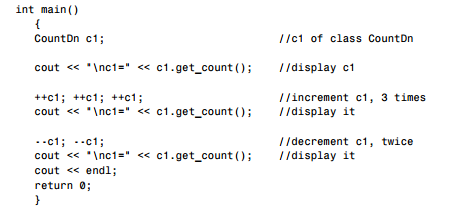 int main()
{
CountDn c1; //c1 of class CountDn
cout << "\nc1=" << c1.get_count(); //display c1
++c1; ++c1; ++c1; //increment c1, 3 times
cout << "\nc1=" << c1.get_count(); //display it
--c1; --c1; //decrement c1, twice
cout << "\nc1=" << c1.get_count(); //display it
cout << endl;
return 0;
}